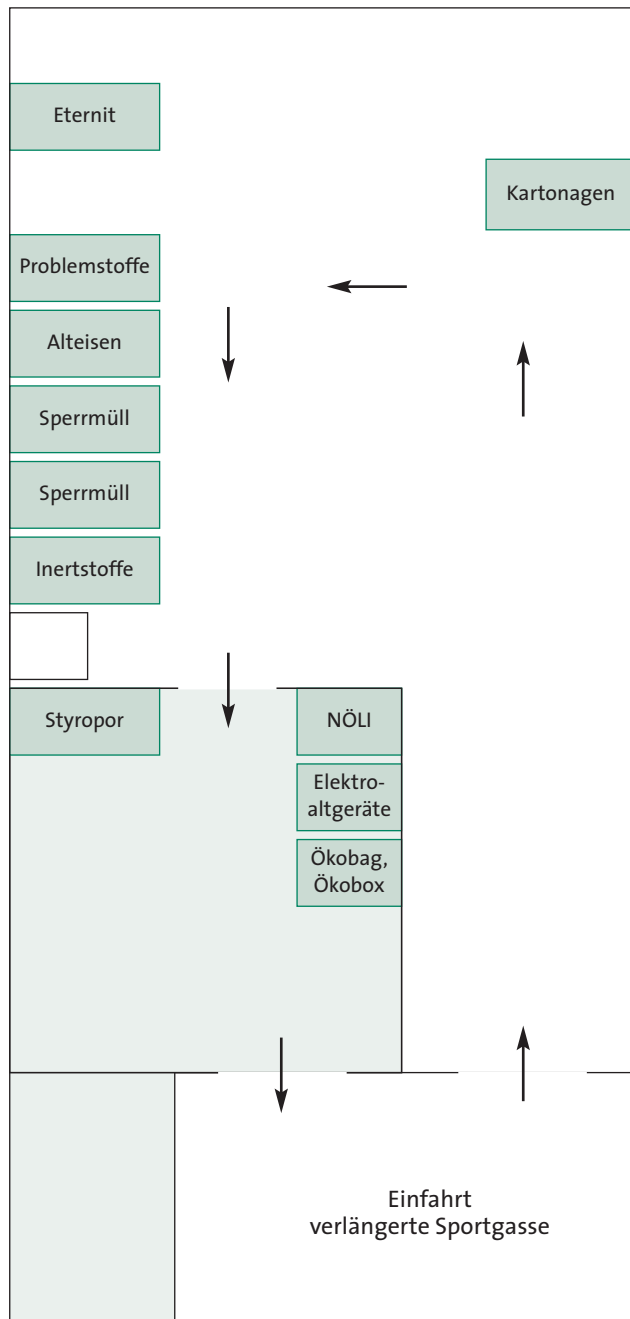 Eternit
Kartonagen
Problemstoffe
Alteisen
Sperrmüll
Sperrmüll
Inertstoffe
Styropor
NÖLI
Elektro-
altgeräte
Ökobag,
Ökobox
Einfahrt
verlängerte Sportgasse